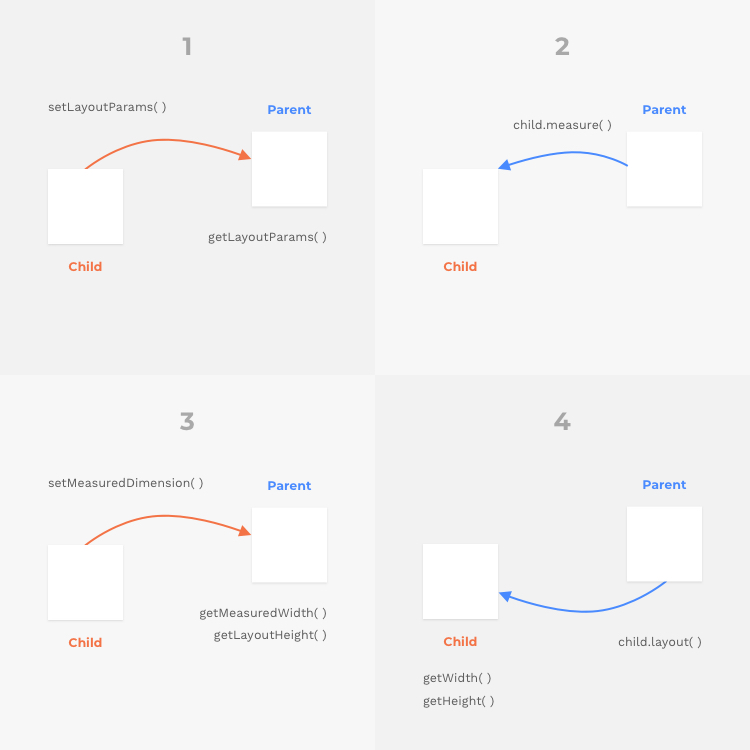 1
setLayoutParams( )
Parent
getLayoutParams( )
Child
2
Parent
child.measure( )
Child
3
setMeasuredDimension( )
Parent
getMeasuredWidth( )
getLayoutHeight( )
Child
4
Parent
Child
child.layout( )
getWidth( )
getHeight( )